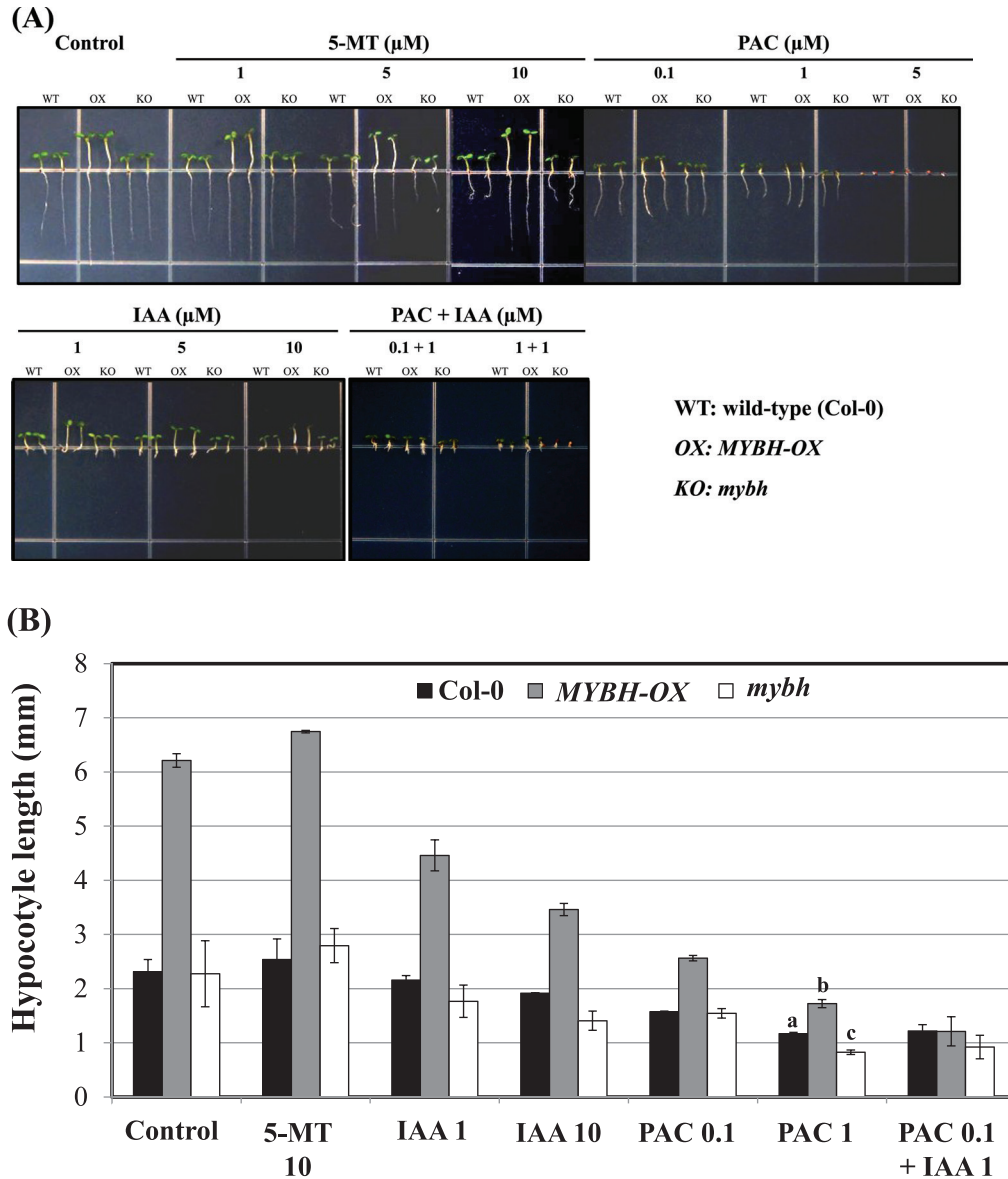 (A)
Control 5-MT (µM) PAC (µM)
1 5 10 0.1 1 5
WT OX KO WT OX KO WT OX KO WT OX KO WT OX KO WT OX KO WT OX KO
IAA (µM) PAC + IAA (µM)
1 5 10 0.1 + 1 1 + 1
WT OX KO WT OX KO WT OX KO WT OX KO WT OX KO
WT: wild-type (Col-0)
OX: MYBH-OX
KO: mybh
(B)
Hypocotyle length (mm)
8
7
6
5
4
3
2
1
0
Col-0 MYBH-OX mybh
a b c
Control 5-MT 10 IAA 1 IAA 10 PAC 0.1 PAC 1 PAC 0.1 + IAA 1